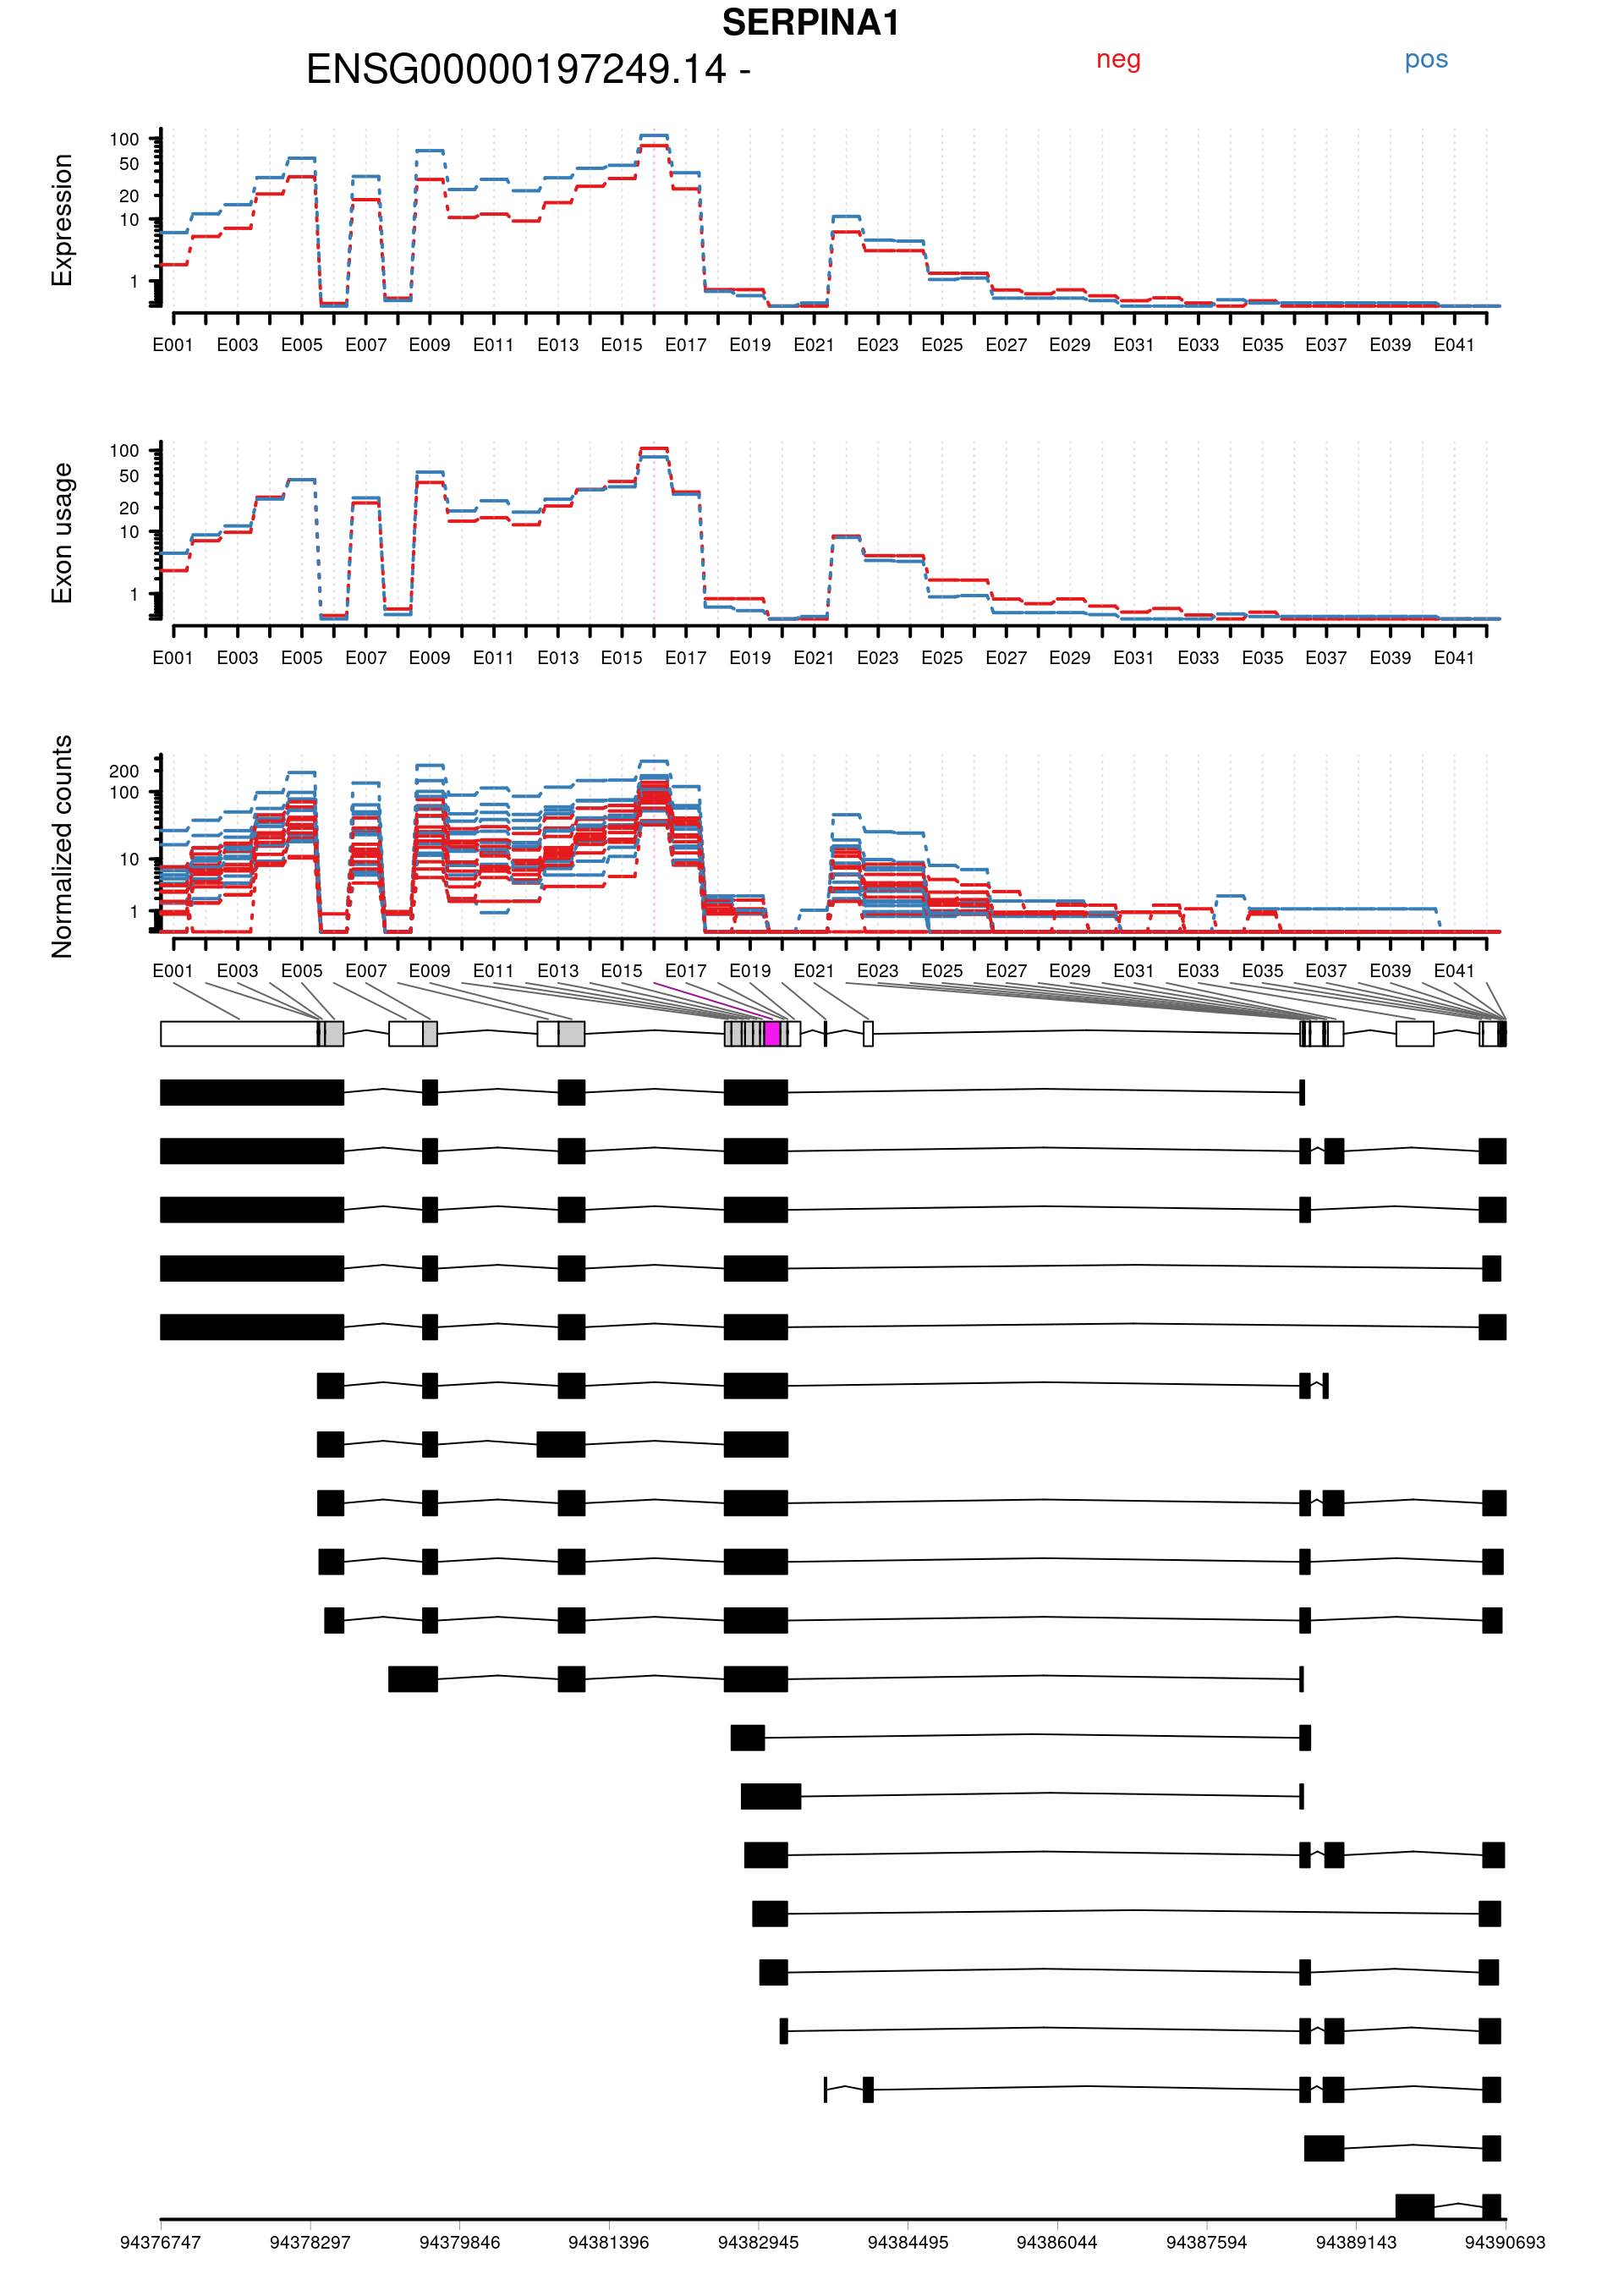 SERPINA1
ENSG00000197249.14 -
neg
pos
Expression
100
50
20
10
1
E001 E003 E005 E007 E009 E011 E013 E015 E017 E019 E021 E023 E025 E027 E029 E031 E033 E035 E037 E039 E041
Exon usage
100
50
20
10
1
E001 E003 E005 E007 E009 E011 E013 E015 E017 E019 E021 E023 E025 E027 E029 E031 E033 E035 E037 E039 E041
Normalized counts
200
100
10
1
E001 E003 E005 E007 E009 E011 E013 E015 E017 E019 E021 E023 E025 E027 E029 E031 E033 E035 E037 E039 E041
94376747 94378297 94379846 94381396 94382945 94384495 94386044 94387594 94389143 94390693